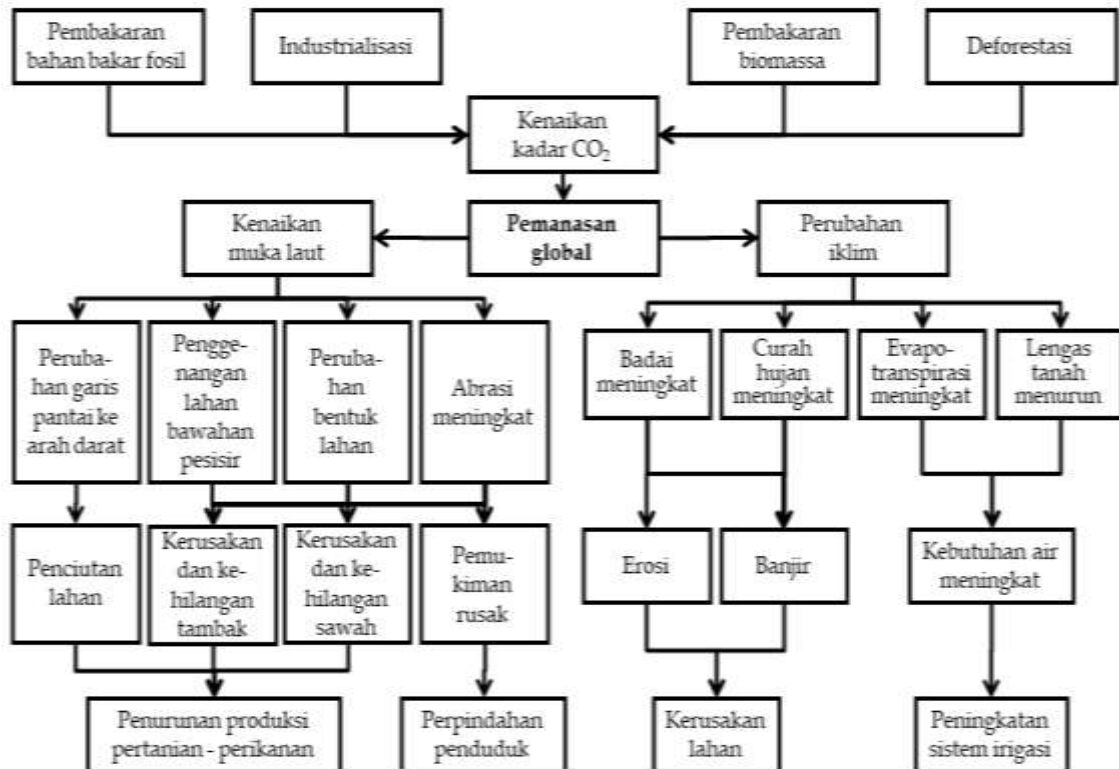 Pembakaran
bahan bakar fosil
Industrialisasi
Pembakaran
biomassa
Deforestasi
Kenaikan
kadar CO₂
Kenaikan
muka laut
Pemanasan
global
Perubahan
iklim
Peruba-
han garis
pantai ke
arah darat
Pengge-
nangan
lahan
bawahan
pesisir
Peruba-
han
bentuk
lahan
Abrasi
meningkat
Badai
meningkat
Curah
hujan
meningkat
Evapo-
transpirasi
meningkat
Lengas
tanah
menurun
Penciutan
lahan
Kerusakan
dan ke-
hilangan
tambak
Kerusakan
dan ke-
hilangan
sawah
Pemu-
kiman
rusak
Erosi
Banjir
Kebutuhan air
meningkat
Penurunan produksi
pertanian - perikanan
Perpindahan
penduduk
Kerusakan
lahan
Peningkatan
sistem irigasi